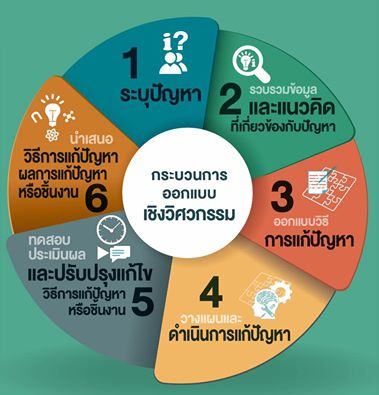 กระบวนการ
ออกแบบ
เชิงวิศวกรรม
1
ระบุปัญหา
2
รวบรวมข้อมูล
และแนวคิด
ที่เกี่ยวข้องกับปัญหา
3
ออกแบบวิธี
การแก้ปัญหา
4
วางแผนและ
ดำเนินการแก้ปัญหา
ทดสอบ
ประเมินผล
และปรับปรุงแก้ไข
วิธีการแก้ปัญหา
หรือชิ้นงาน
5
นำเสนอ
วิธีการแก้ปัญหา
ผลการแก้ปัญหา
หรือชิ้นงาน
6